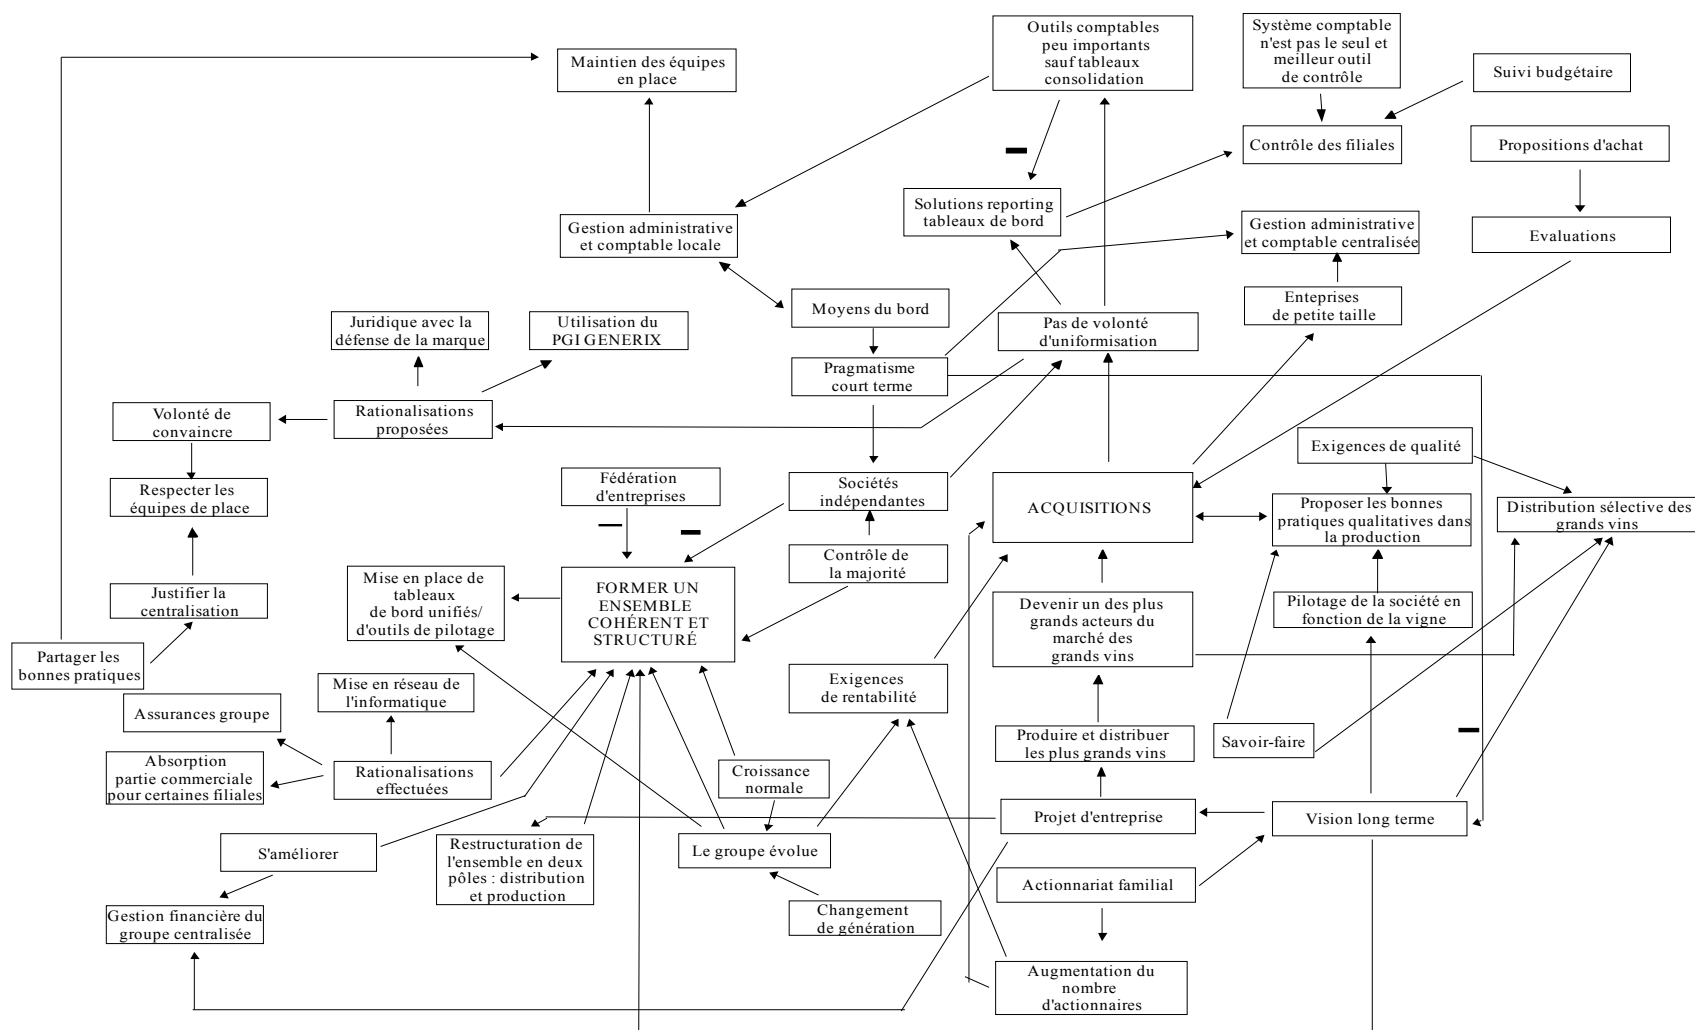 Outils comptables
peu importants
sauf tableaux
consolidation
Système comptable
n'est pas le seul et
meilleur outil
de contrôle
Suivi budgétaire
Maintien des équipes
en place
Contrôle des filiales
Propositions d'achat
Solutions reporting
tableaux de bord
Gestion administrative
et comptable locale
Gestion administrative
et comptable centralisée
Evaluations
Moyens du bord
Enteprises
de petite taille
Juridique avec la
défense de la marque
Utilisation du
PGI GENERIX
Pas de volonté
d'uniformisation
Pragmatisme
court terme
Volonté de
convaincre
Rationalisations
proposées
Exigences de qualité
Respecter les
équipes de place
Fédération
d'entreprises
Sociétés
indépendantes
ACQUISITIONS
Proposer les bonnes
pratiques qualitatives dans
la production
Distribution sélective des
grands vins
Contrôle de
la majorité
Mise en place de
tableaux
de bord unifiés/
d'outils de pilotage
FORMER UN
ENSEMBLE
COHÉRENT ET
STRUCTURÉ
Justifier la
centralisation
Devenir un des plus
grands acteurs du
marché des
grands vins
Pilotage de la société en
fonction de la vigne
Partager les
bonnes pratiques
Mise en réseau de
l'informatique
Exigences
de rentabilité
Assurances groupe
Produire et distribuer
les plus grands vins
Savoir-faire
Absorption
partie commerciale
pour certaines filiales
Rationalisations
effectuées
Croissance
normale
Projet d'entreprise
Vision long terme
S'améliorer
Restructuration de
l'ensemble en deux
pôles : distribution
et production
Le groupe évolue
Actionnariat familial
Gestion financière du
groupe centralisée
Changement
de génération
Augmentation du
nombre
d'actionnaires